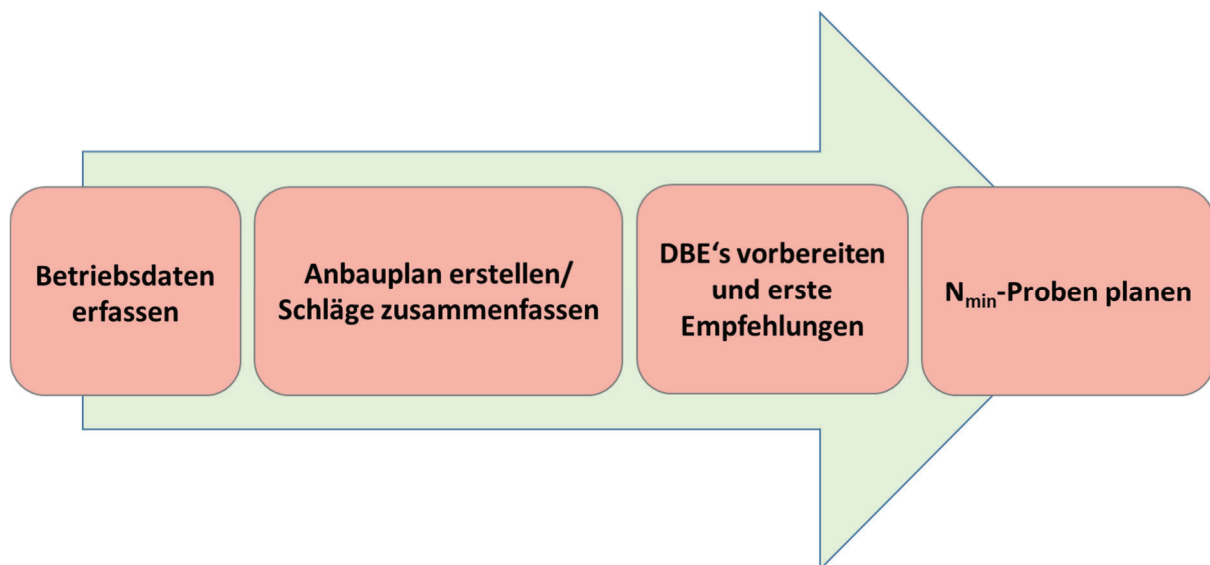 Betriebsdaten
erfassen
Anbauplan erstellen/
Schläge zusammenfassen
DBE‘s vorbereiten
und erste
Empfehlungen
Nmin-Proben planen